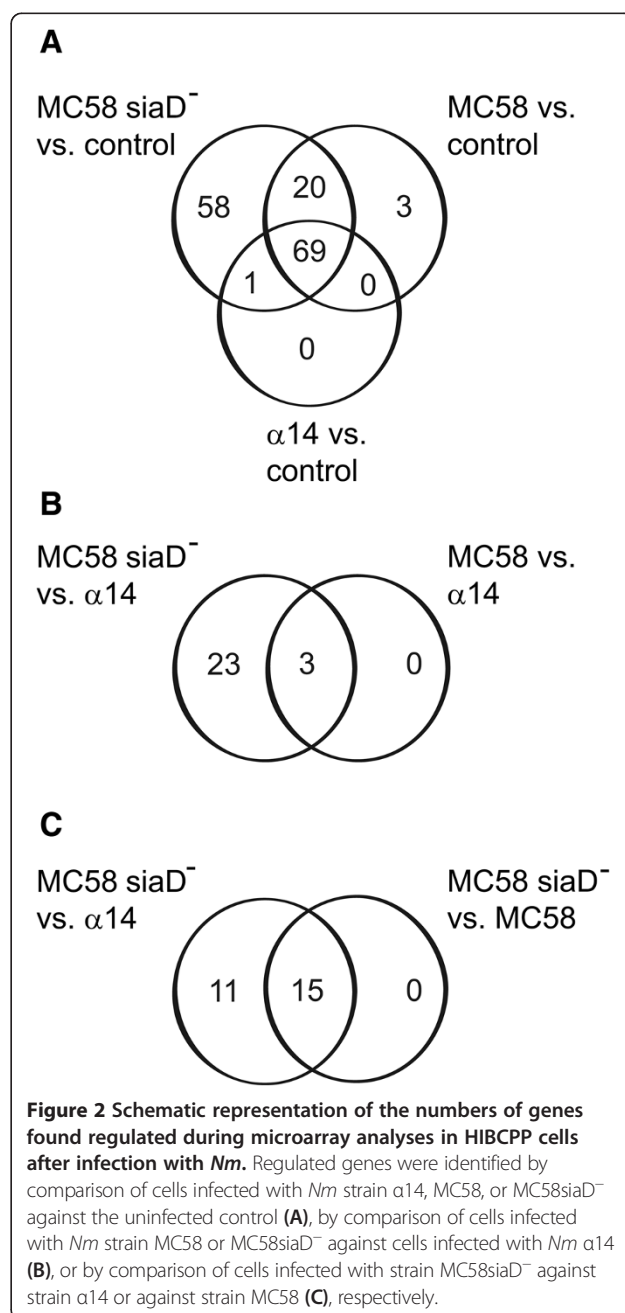 A
MC58 siaD⁻
vs. control
MC58 vs.
control
58
20
3
69
1
0
0
α14 vs.
control
B
MC58 siaD⁻
vs. α14
MC58 vs.
α14
23
3
0
C
MC58 siaD⁻
vs. α14
MC58 siaD⁻
vs. MC58
11
15
0
Figure 2 Schematic representation of the numbers of genes
found regulated during microarray analyses in HIBCPP cells
after infection with Nm. Regulated genes were identified by
comparison of cells infected with Nm strain α14, MC58, or MC58siaD⁻
against the uninfected control (A), by comparison of cells infected
with Nm strain MC58 or MC58siaD⁻ against cells infected with Nm α14
(B), or by comparison of cells infected with strain MC58siaD⁻ against
strain α14 or against strain MC58 (C), respectively.